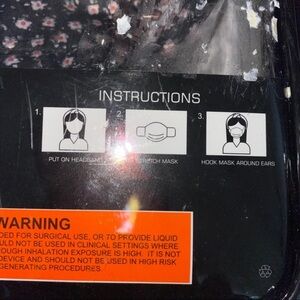 INSTRUCTIONS
1.
2.
3.
PUT ON HEADBAND
STRETCH MASK
HOOK MASK AROUND EARS
WARNING
DED FOR SURGICAL USE, OR TO PROVIDE LIQUID
ULD NOT BE USED IN CLINICAL SETTINGS WHERE
ROUGH INHALATION EXPOSURE IS HIGH. IT IS NOT
DEVICE AND SHOULD NOT BE USED IN HIGH RISK
GENERATING PROCEDURES